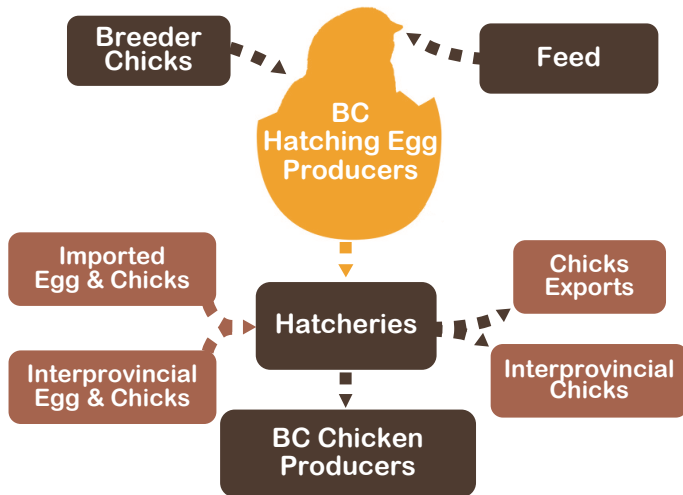 Breeder
Chicks
Feed
BC
Hatching Egg
Producers
Imported
Egg & Chicks
Chicks
Exports
Hatcheries
Interprovincial
Egg & Chicks
Interprovincial
Chicks
BC Chicken
Producers